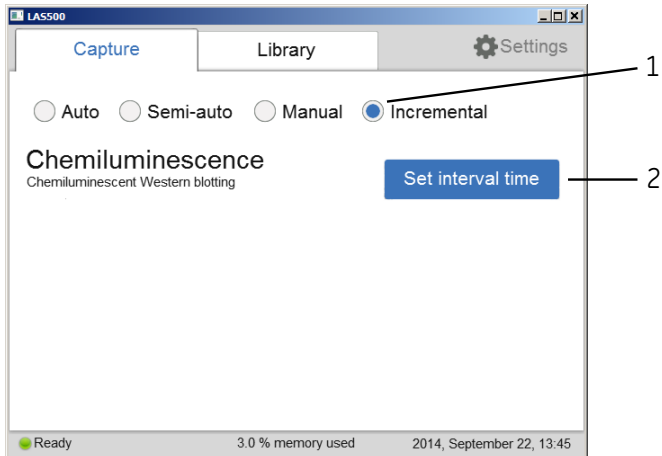 LAS500
Capture Library Settings
1
Auto Semi-auto Manual Incremental
Chemiluminescence
Chemiluminescent Western blotting
Set interval time
2
Ready 3.0 % memory used 2014, September 22, 13:45